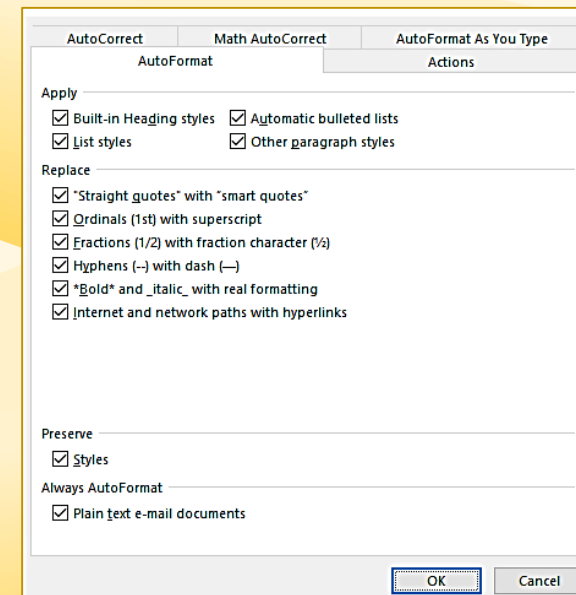 AutoCorrect Math AutoCorrect AutoFormat As You Type
AutoFormat Actions
Apply
Built-in Heading styles Automatic bulleted lists
List styles Other paragraph styles
Replace
"Straight quotes" with “smart quotes”
Ordinals (1st) with superscript
Fractions (1/2) with fraction character (½)
Hyphens (--) with dash (—)
*Bold* and _italic_ with real formatting
Internet and network paths with hyperlinks
Preserve
Styles
Always AutoFormat
Plain text e-mail documents
OK Cancel